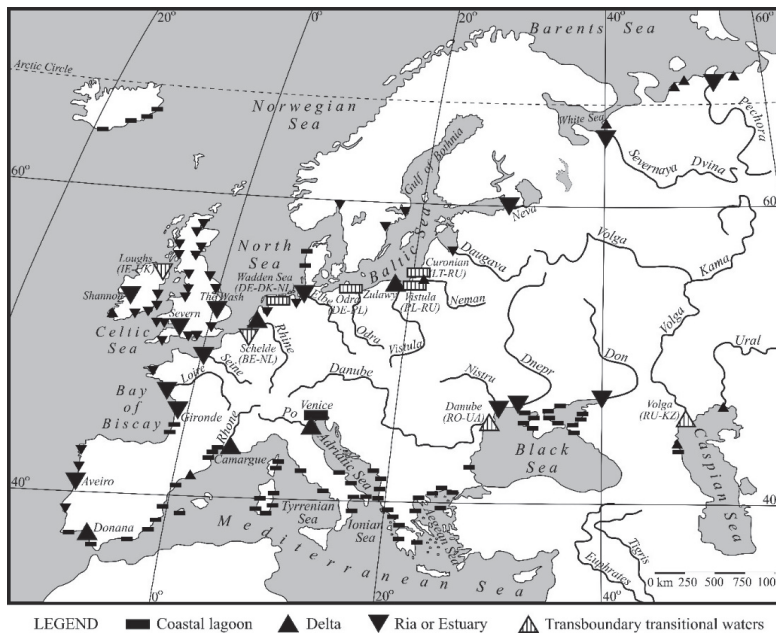 20°
0°
20°
40°
60°
Barents Sea
Arctic Circle
Norwegian
Sea
White Sea
Pechora
Severnaya
Dvina
Gulf of Bothnia
60°
60
Neva
Volga
Kama
North
Sea
Baltic Sea
Daugava
Loughs
(IE-UK)
Wadden Sea
(DE-DK-NL)
Curonian
(LT-RU)
Shannon
The Wash
Elbe
Odra
(DE-PL)
Zulawy
Vistula
(PL-RU)
Neman
Severn
Celtic
Sea
Schelde
(BE-NL)
Rhine
Odra
Vistula
Volga
Ural
Loire
Seine
Danube
Dnepr
Don
Nistru
Bay
of
Biscay
Gironde
Rhone
Po
Venice
Danube
(RO-UA)
Volga
(RU-KZ)
Camargue
Adriatic Sea
Black
Sea
Caspian Sea
Aveiro
40°
40
Donana
Tyrrenian
Sea
Ionian
Sea
Aegean Sea
Mediterranean Sea
Tigris
Euphrates
0 km 250 500 750 100
0°
20°
40°
LEGEND Coastal lagoon Delta Ria or Estuary Transboundary transitional waters